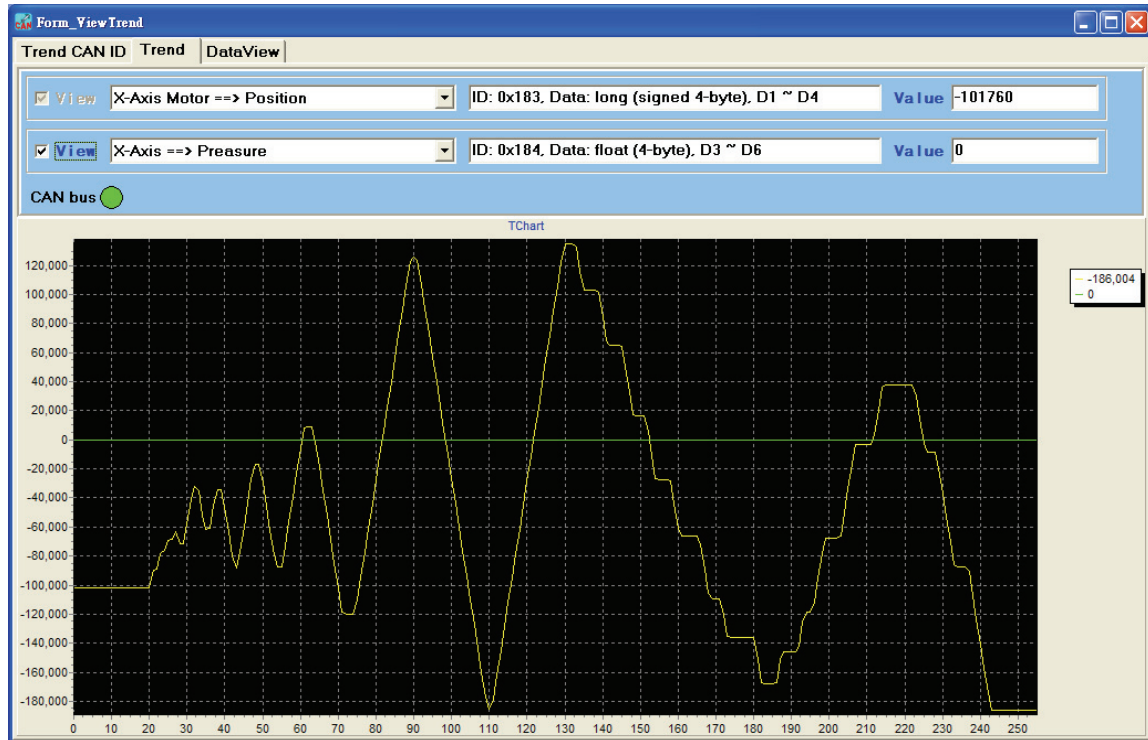 CAN Form_ViewTrend
Trend CAN ID Trend DataView
View X-Axis Motor ==> Position ID: 0x183, Data: long (signed 4-byte), D1 ~ D4 Value -101760
View X-Axis ==> Preasure ID: 0x184, Data: float (4-byte), D3 ~ D6 Value 0
CAN bus
TChart
-186,004
0
120,000
100,000
80,000
60,000
40,000
20,000
0
-20,000
-40,000
-60,000
-80,000
-100,000
-120,000
-140,000
-160,000
-180,000
0 10 20 30 40 50 60 70 80 90 100 110 120 130 140 150 160 170 180 190 200 210 220 230 240 250